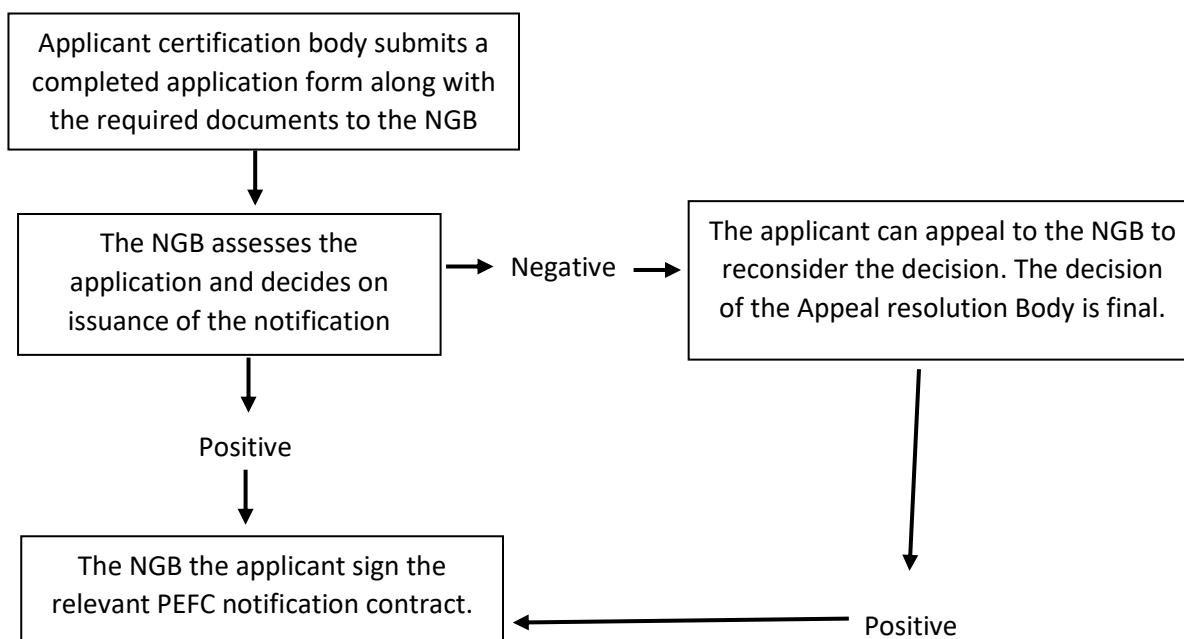 Applicant certification body submits a
completed application form along with
the required documents to the NGB
The NGB assesses the
application and decides on
issuance of the notification
Negative
The applicant can appeal to the NGB to
reconsider the decision. The decision
of the Appeal resolution Body is final.
Positive
The NGB the applicant sign the
relevant PEFC notification contract.
Positive